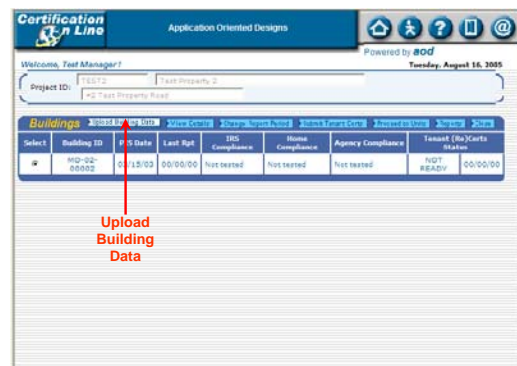 Certification
On Line
Application Oriented Designs
Powered by aod
Welcome, Test Manager!
Tuesday, August 16, 2005
Project ID: TEST2 Test Property 2
#2 Test Property Road
Buildings Upload Building Data View Details Change Report Period Submit Tenant Certs Proceed to Units Reports Close
Select Building ID PIS Date Last Rpt IRS Compliance Home Compliance Agency Compliance Tenant (Re)Certs Status
MD-02-00002 /15/03 00/00/00 Not tested Not tested Not tested NOT READY 00/00/00
Upload
Building
Data